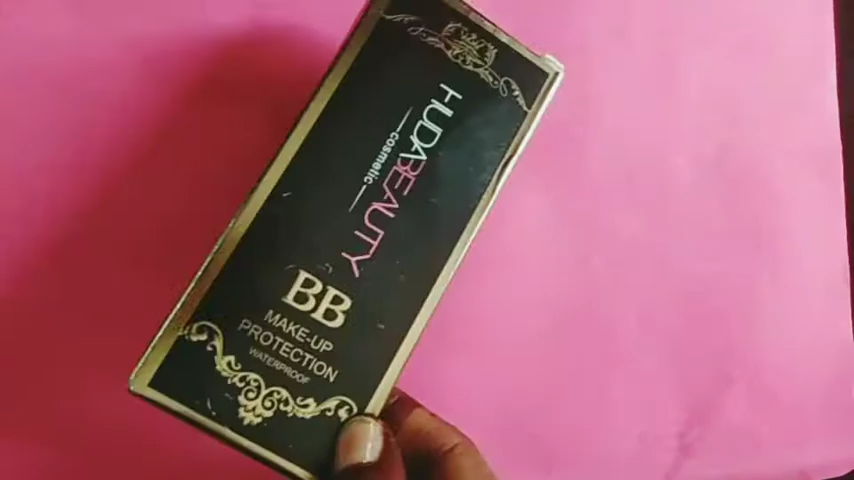 HUDABEAUTY
cosmetic
BB
MAKE-UP
PROTECTION
WATERPROOF